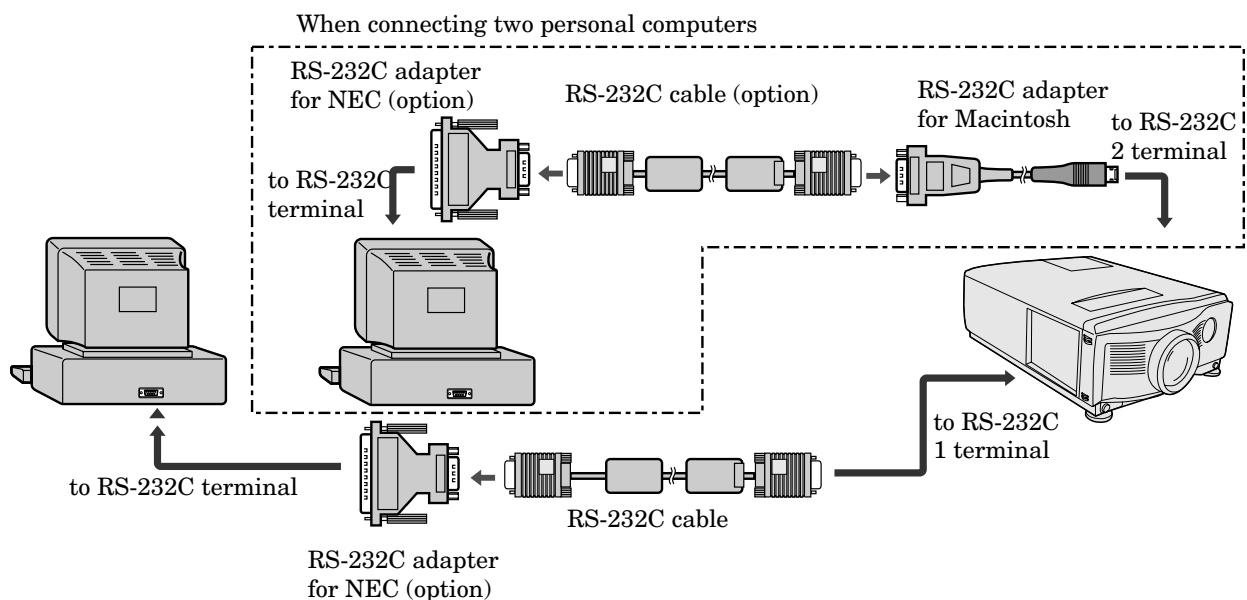 When connecting two personal computers
RS-232C adapter
for NEC (option)
RS-232C cable (option)
RS-232C adapter
for Macintosh
to RS-232C
2 terminal
to RS-232C
terminal
to RS-232C
1 terminal
to RS-232C terminal
RS-232C cable
RS-232C adapter
for NEC (option)